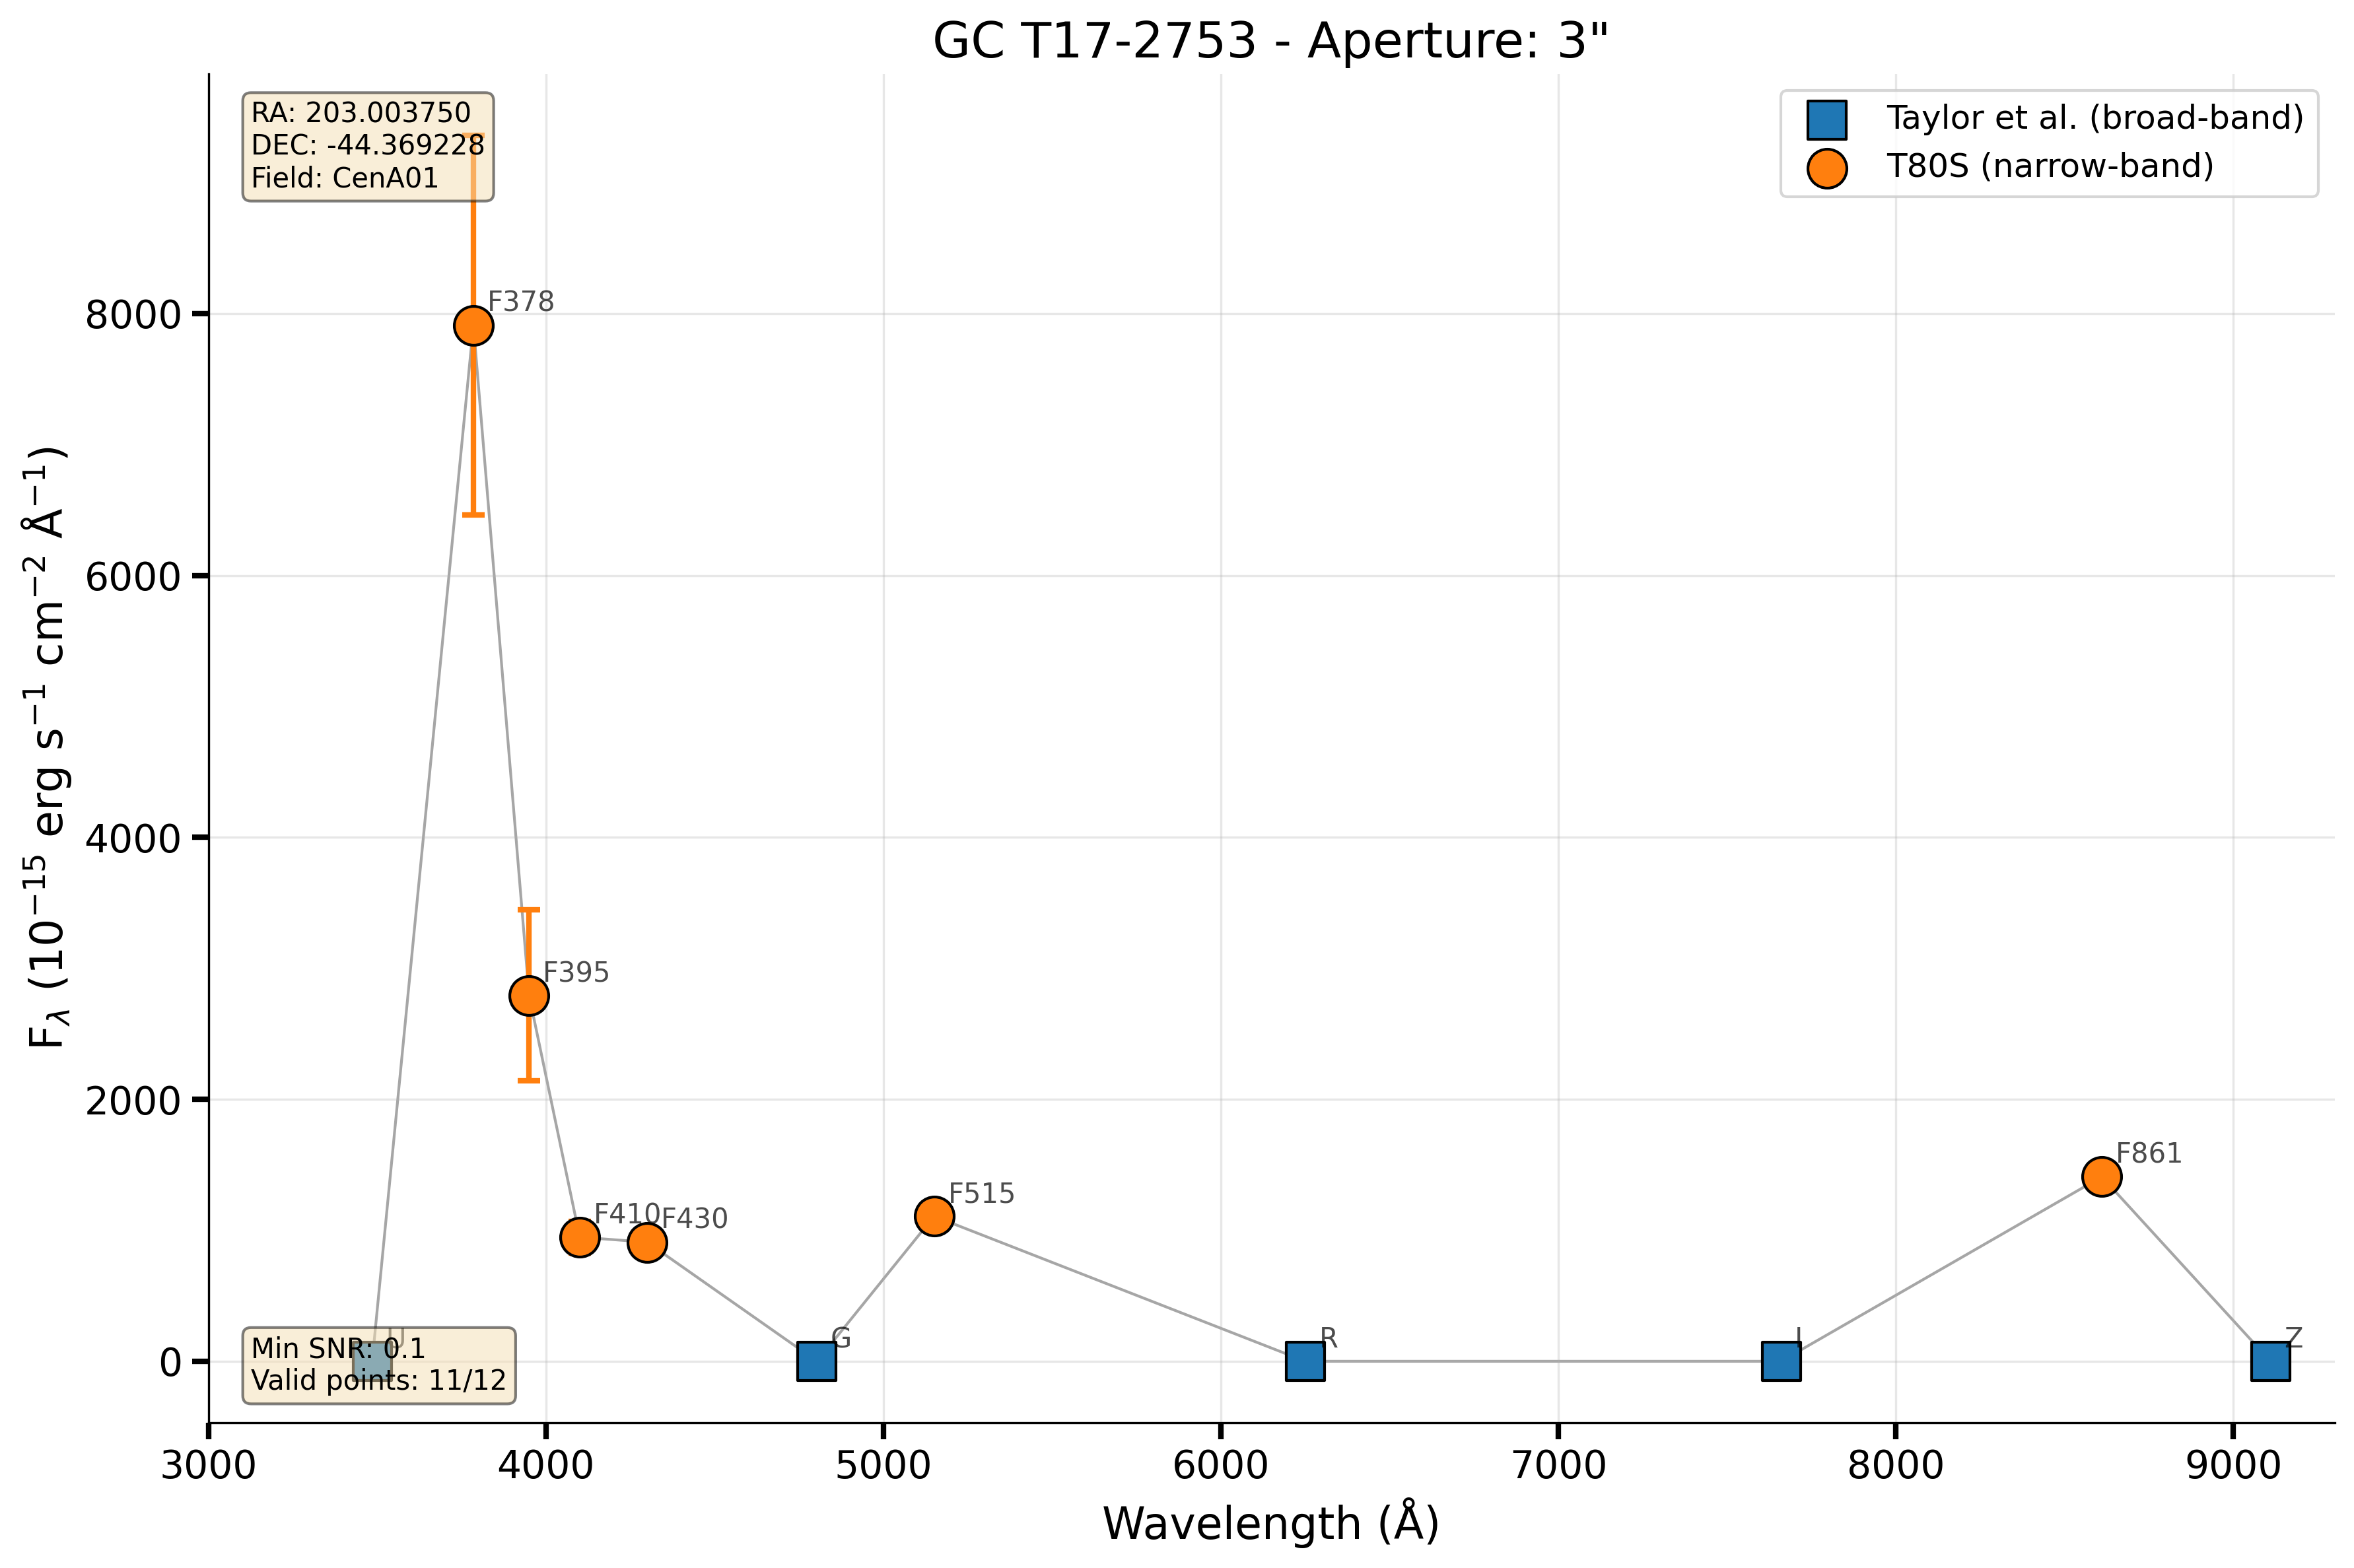 GC T17-2753 - Aperture: 3"
RA: 203.003750
DEC: -44.369228
Field: CenA01
Taylor et al. (broad-band)
T80S (narrow-band)
F378
8000
6000
F395
4000
2000
F410
F430
F515
F861
U
G
R
I
Z
Min SNR: 0.1
Valid points: 11/12
0
3000
4000
5000
6000
7000
8000
9000
Wavelength (Å)
F_λ (10⁻¹⁵ erg s⁻¹ cm⁻² Å⁻¹)